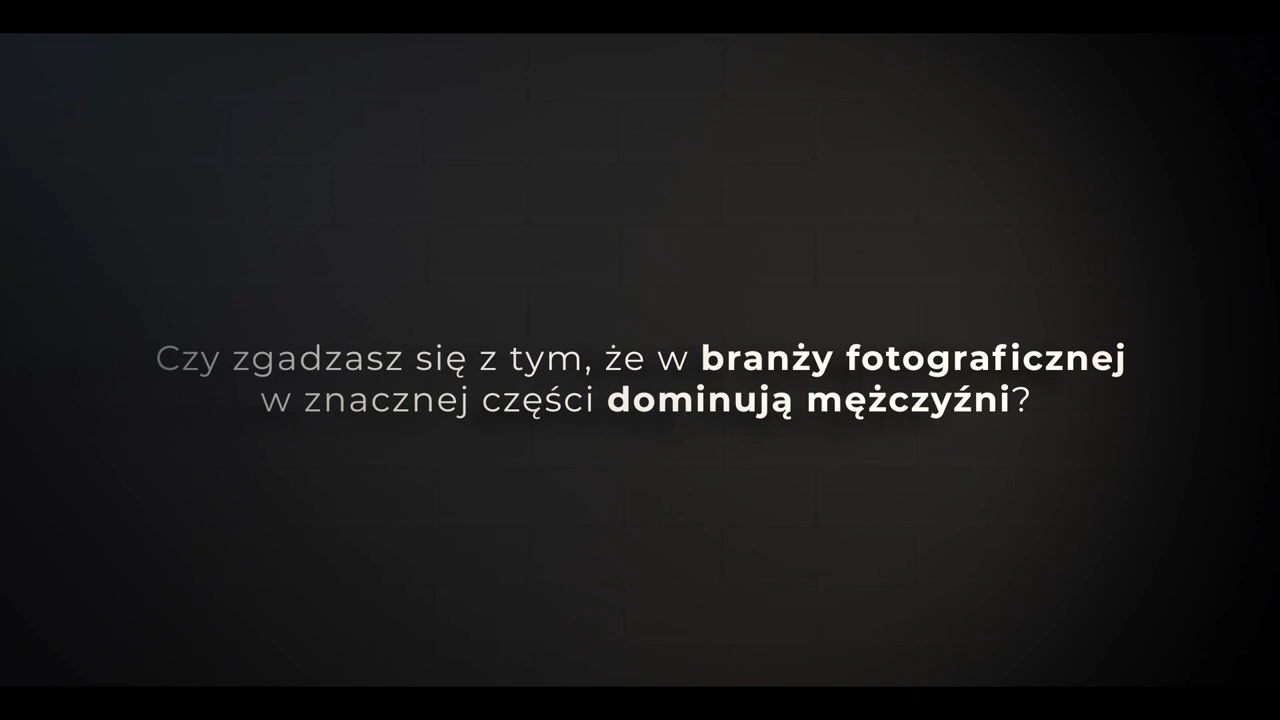 Czy zgadzasz się z tym, że w branży fotograficznej
w znacznej części dominują mężczyźni?